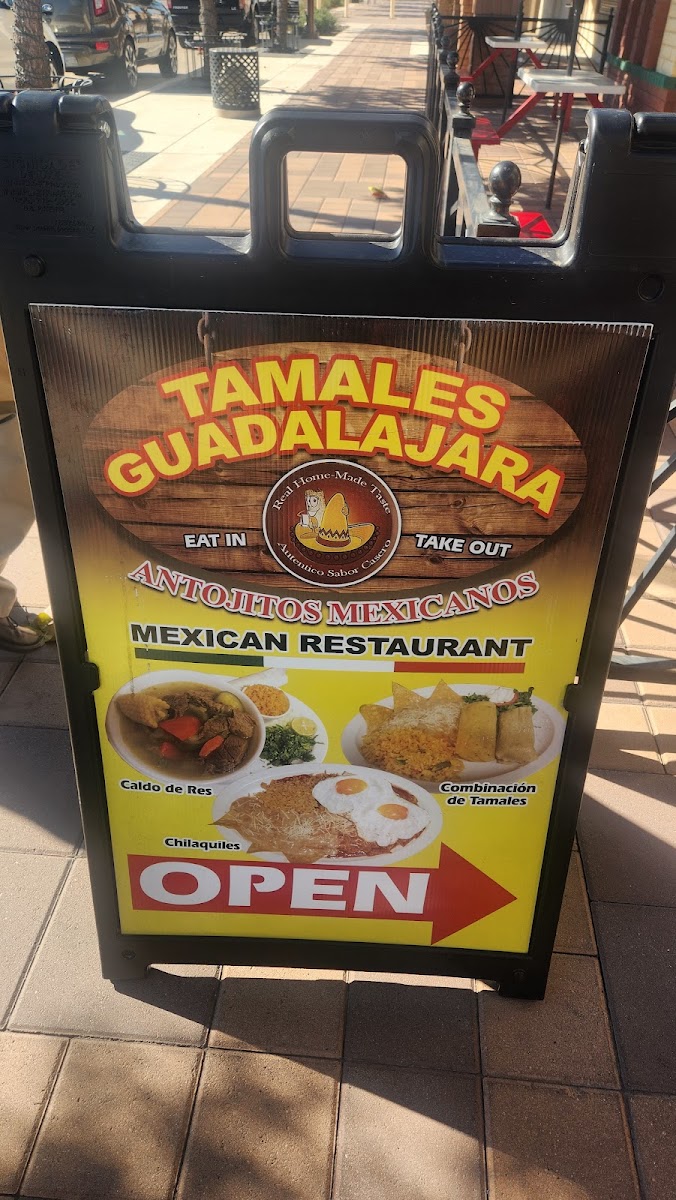 TAMALES
GUADALAJARA
Real Home-Made Taste
EAT IN
TAKE OUT
Autentico Sabor Casero
ANTOJITOS MEXICANOS
MEXICAN RESTAURANT
Caldo de Res
Combinación
de Tamales
Chilaquiles
OPEN